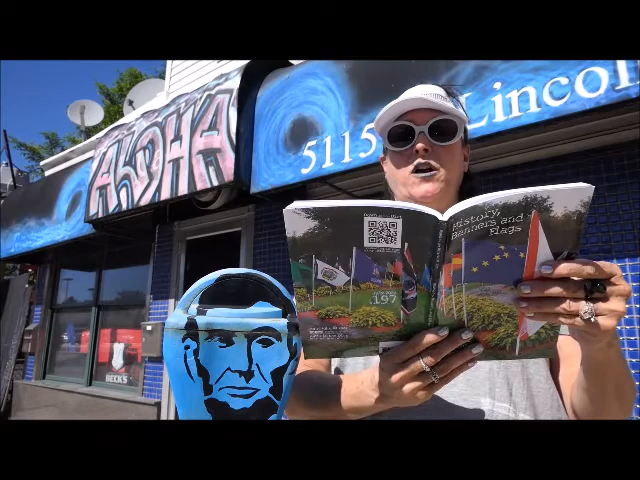 ALOHA
5115 Lincol
History,
Banners and
Flags
197
BECK'S